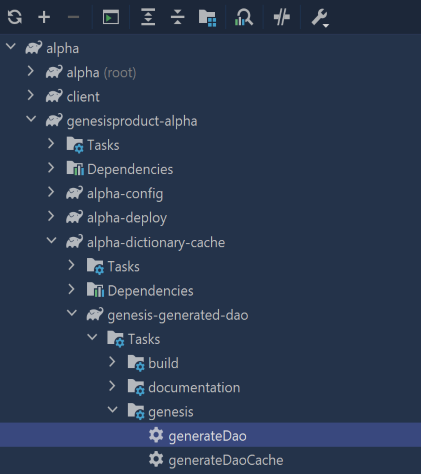 alpha
alpha (root)
client
genesisproduct-alpha
Tasks
Dependencies
alpha-config
alpha-deploy
alpha-dictionary-cache
Tasks
Dependencies
genesis-generated-dao
Tasks
build
documentation
genesis
generateDao
generateDaoCache